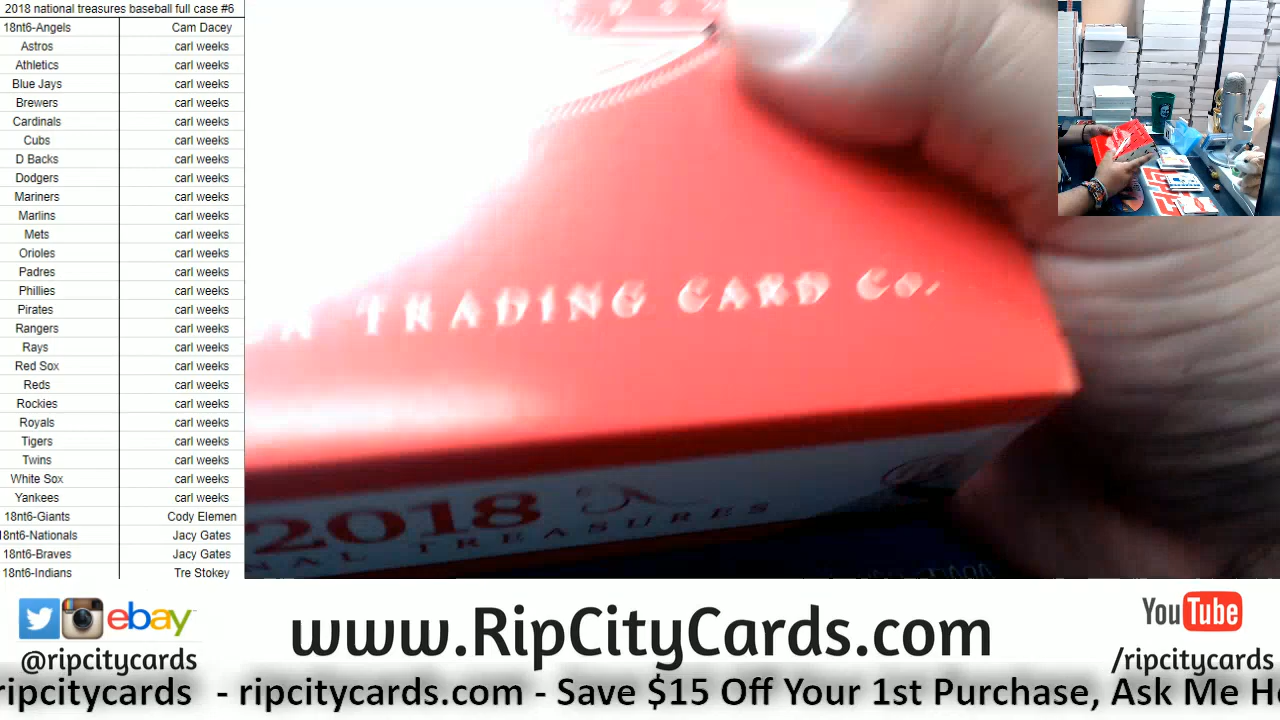 2018 national treasures baseball full case #6
18nt6-Angels Cam Dacey
Astros carl weeks
Athletics carl weeks
Blue Jays carl weeks
Brewers carl weeks
Cardinals carl weeks
Cubs carl weeks
D Backs carl weeks
Dodgers carl weeks
Mariners carl weeks
Marlins carl weeks
Mets carl weeks
Orioles carl weeks
Padres carl weeks
Phillies carl weeks
Pirates carl weeks
Rangers carl weeks
Rays carl weeks
Red Sox carl weeks
Reds carl weeks
Rockies carl weeks
Royals carl weeks
Tigers carl weeks
Twins carl weeks
White Sox carl weeks
Yankees carl weeks
18nt6-Giants Cody Elemen
18nt6-Nationals Jacy Gates
18nt6-Braves Jacy Gates
18nt6-Indians Tre Stokey
A TRADING CARD CO.
2018
NAL TREASURES
ebay
@ripcitycards
www.RipCityCards.com
YouTube
/ripcitycards
ripcitycards - ripcitycards.com - Save $15 Off Your 1st Purchase, Ask Me H